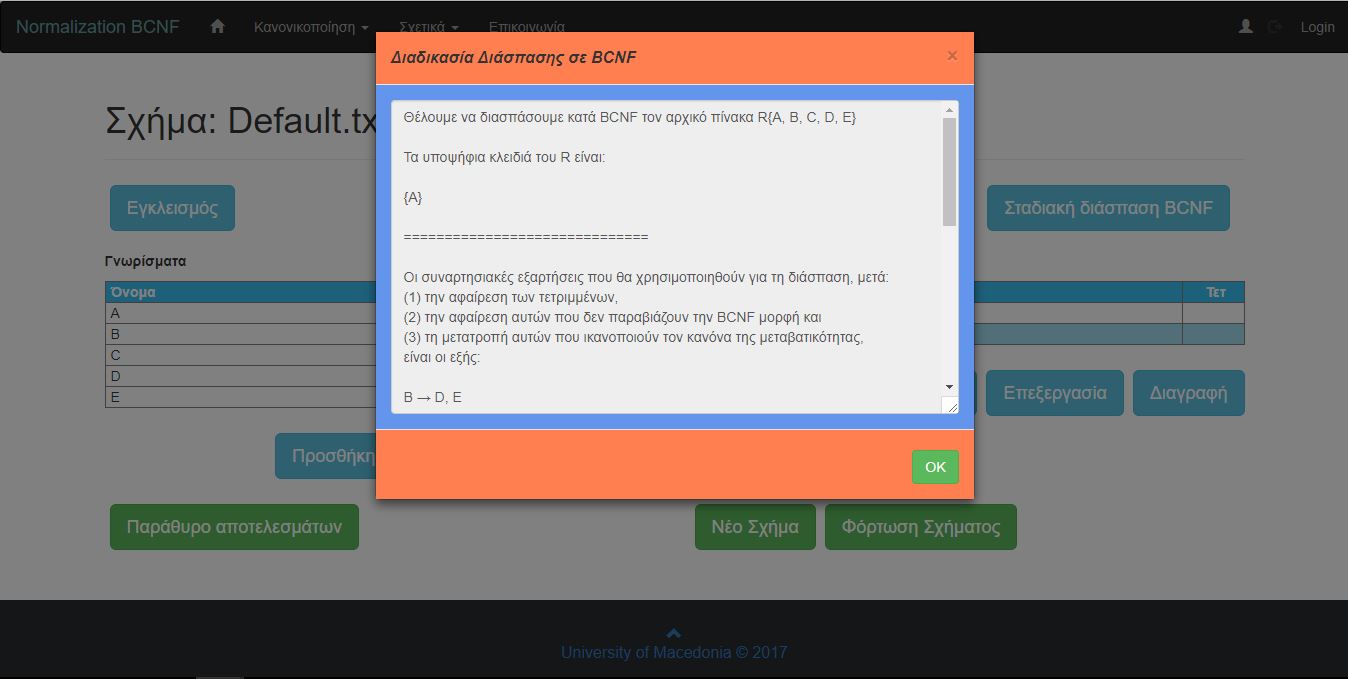 Normalization BCNF Κανονικοποίηση Σχετικά Επικοινωνία Login
Διαδικασία Διάσπασης σε BCNF ×
Θέλουμε να διασπάσουμε κατά BCNF τον αρχικό πίνακα R{A, B, C, D, E}
Τα υποψήφια κλειδιά του R είναι:
{A}
==============================
Οι συναρτησιακές εξαρτήσεις που θα χρησιμοποιηθούν για τη διάσπαση, μετά:
(1) την αφαίρεση των τετριμμένων,
(2) την αφαίρεση αυτών που δεν παραβιάζουν την BCNF μορφή και
(3) τη μετατροπή αυτών που ικανοποιούν τον κανόνα της μεταβατικότητας,
είναι οι εξής:
B → D, E
OK
Σχήμα: Default.tx
Εγκλεισμός Σταδιακή διάσπαση BCNF
Γνωρίσματα
Όνομα Τετ
A
B
C
D
E
Επεξεργασία Διαγραφή
Προσθήκη
Παράθυρο αποτελεσμάτων Νέο Σχήμα Φόρτωση Σχήματος
University of Macedonia © 2017